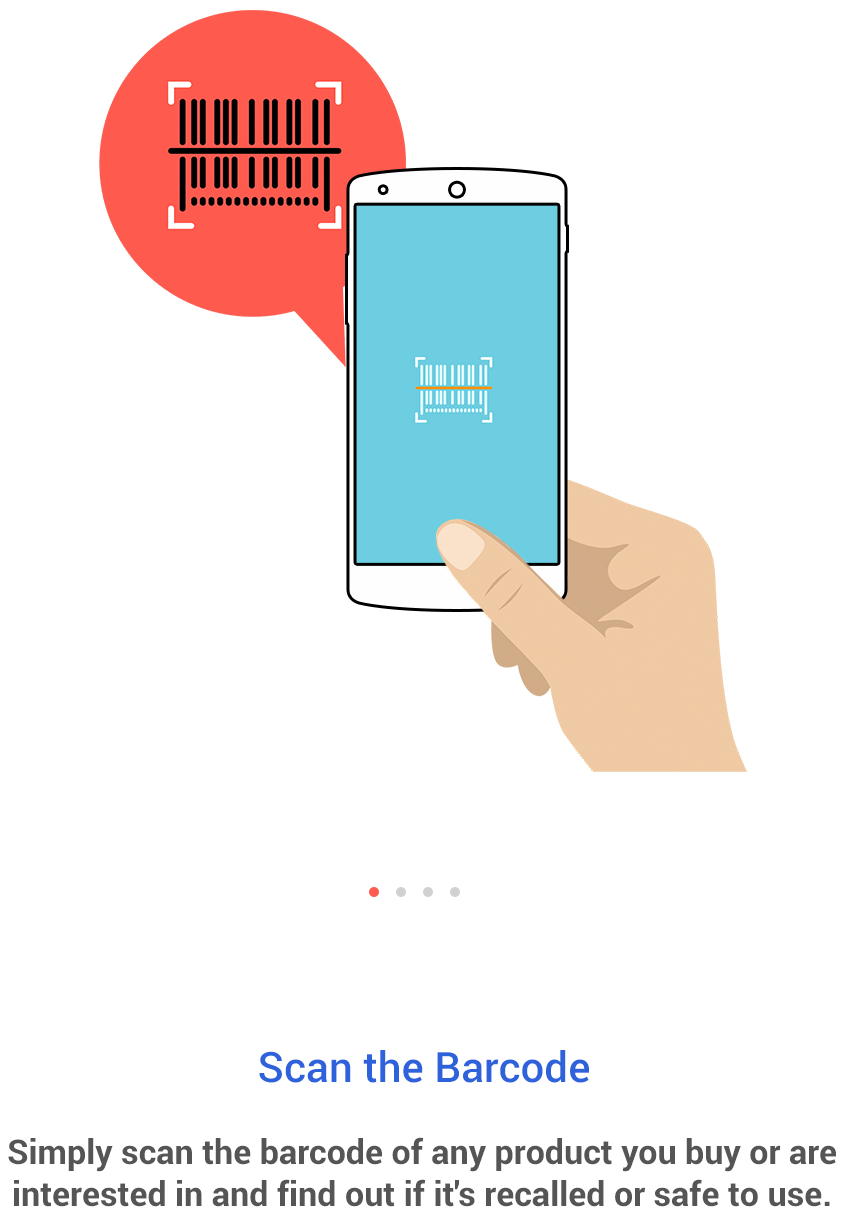 Scan the Barcode
Simply scan the barcode of any product you buy or are
interested in and find out if it's recalled or safe to use.